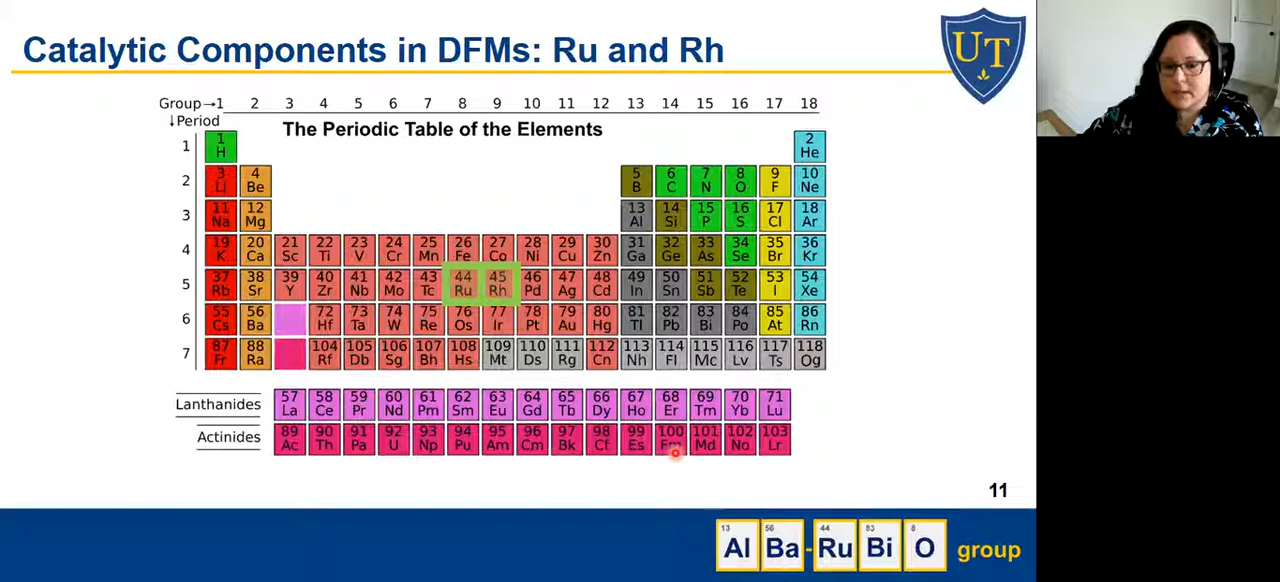 Catalytic Components in DFMs: Ru and Rh
UT
Group →1 2 3 4 5 6 7 8 9 10 11 12 13 14 15 16 17 18
↓Period
The Periodic Table of the Elements
1 1 2
H He
2 3 4 5 6 7 8 9 10
Li Be B C N O F Ne
3 11 12 13 14 15 16 17 18
Na Mg Al Si P S Cl Ar
4 19 20 21 22 23 24 25 26 27 28 29 30 31 32 33 34 35 36
K Ca Sc Ti V Cr Mn Fe Co Ni Cu Zn Ga Ge As Se Br Kr
5 37 38 39 40 41 42 43 44 45 46 47 48 49 50 51 52 53 54
Rb Sr Y Zr Nb Mo Tc Ru Rh Pd Ag Cd In Sn Sb Te I Xe
6 55 56 72 73 74 75 76 77 78 79 80 81 82 83 84 85 86
Cs Ba Hf Ta W Re Os Ir Pt Au Hg Tl Pb Bi Po At Rn
7 87 88 104 105 106 107 108 109 110 111 112 113 114 115 116 117 118
Fr Ra Rf Db Sg Bh Hs Mt Ds Rg Cn Nh Fl Mc Lv Ts Og
Lanthanides 57 58 59 60 61 62 63 64 65 66 67 68 69 70 71
La Ce Pr Nd Pm Sm Eu Gd Tb Dy Ho Er Tm Yb Lu
Actinides 89 90 91 92 93 94 95 96 97 98 99 100 101 102 103
Ac Th Pa U Np Pu Am Cm Bk Cf Es Fm Md No Lr
11
13 56 44 83 8
Al Ba-Ru Bi O group